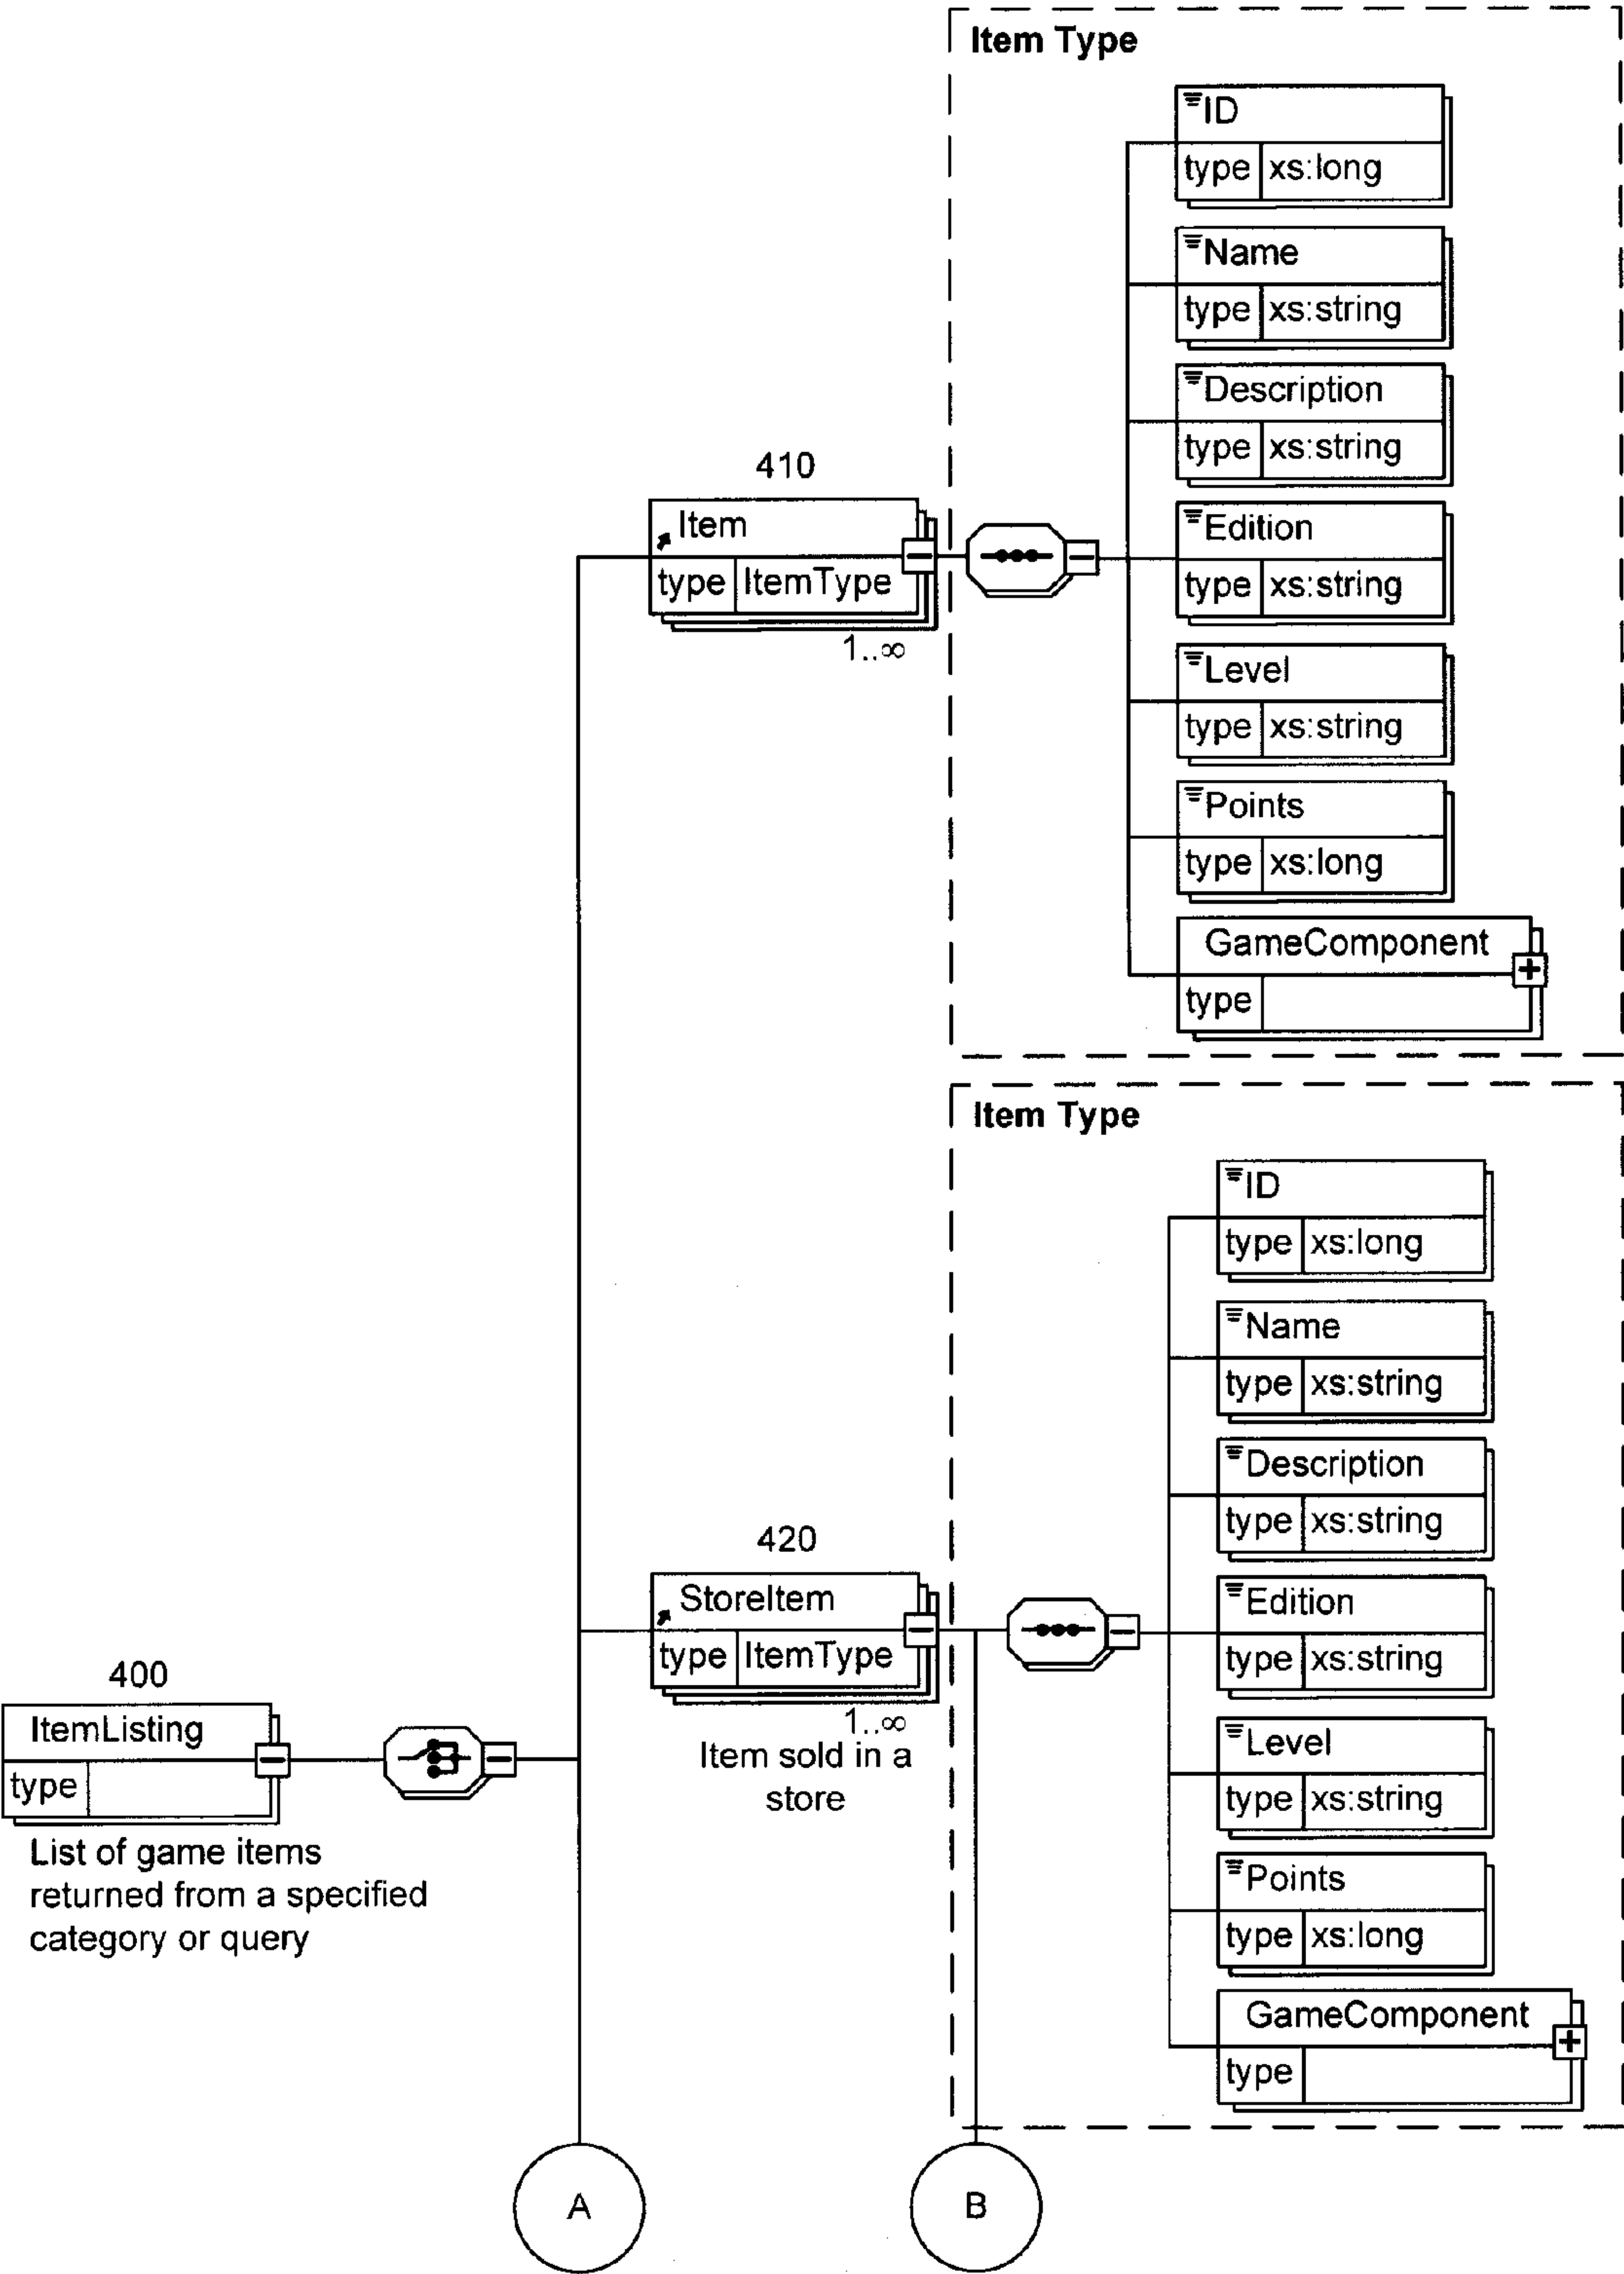 Item Type
ID
type xs:long
Name
type xs:string
Description
type xs:string
410
Item
type ItemType
1..∞
Edition
type xs:string
Level
type xs:string
Points
type xs:long
GameComponent
type
Item Type
ID
type xs:long
Name
type xs:string
Description
type xs:string
420
StoreItem
type ItemType
1..∞
Item sold in a
store
Edition
type xs:string
Level
type xs:string
Points
type xs:long
GameComponent
type
400
ItemListing
type
List of game items
returned from a specified
category or query
A
B